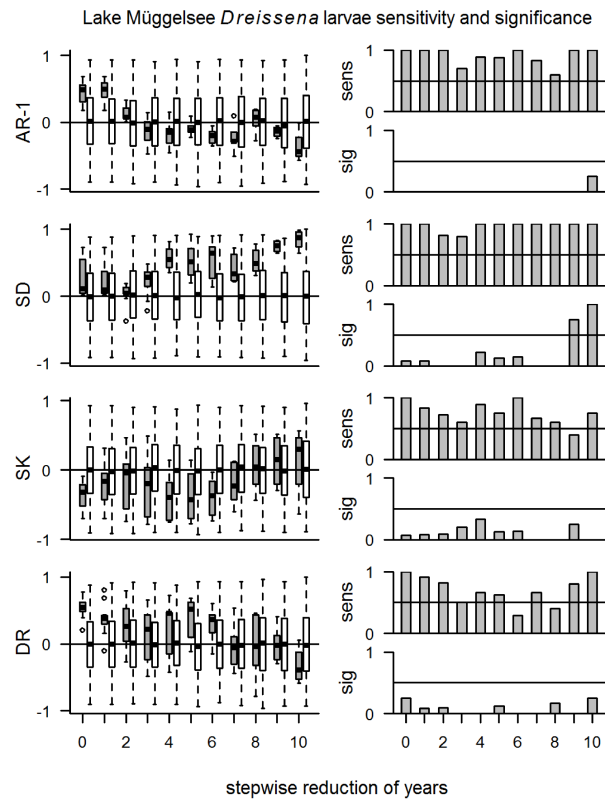 Lake Müggelsee Dreissena larvae sensitivity and significance
AR-1
1
0
-1
sens
1
0
sig
1
0
SD
1
0
-1
sens
1
0
sig
1
0
SK
1
0
-1
sens
1
0
sig
1
0
DR
1
0
-1
sens
1
0
sig
1
0
0 2 4 6 8 10
0 2 4 6 8 10
stepwise reduction of years